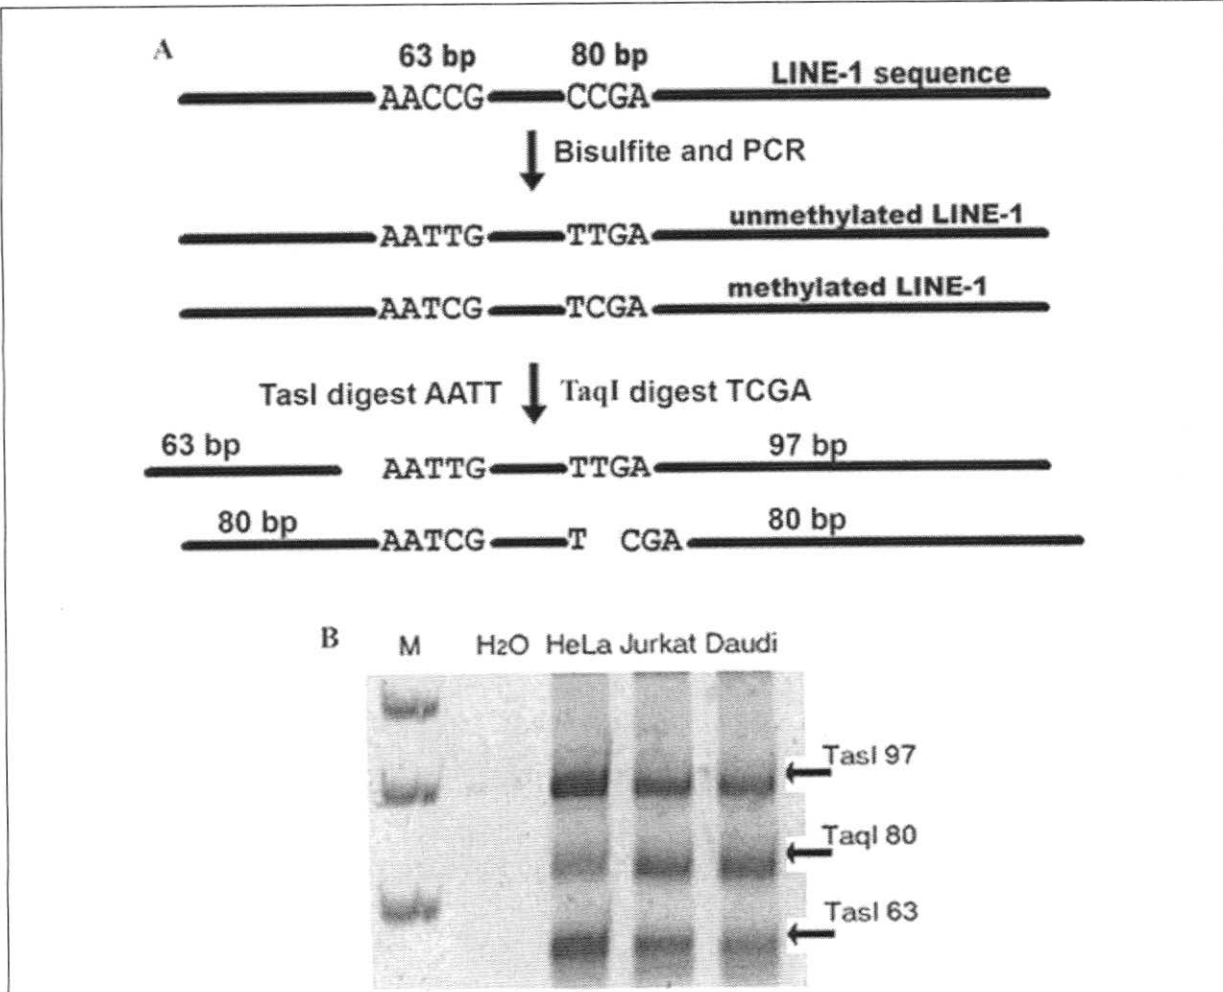 A
63 bp 80 bp
LINE-1 sequence
AACCG CCGA
Bisulfite and PCR
unmethylated LINE-1
AATTG TTGA
methylated LINE-1
AATCG TCGA
TasI digest AATT TaqI digest TCGA
63 bp 97 bp
AATTG TTGA
80 bp 80 bp
AATCG T CGA
B
M H2O HeLa Jurkat Daudi
TasI 97
TaqI 80
TasI 63